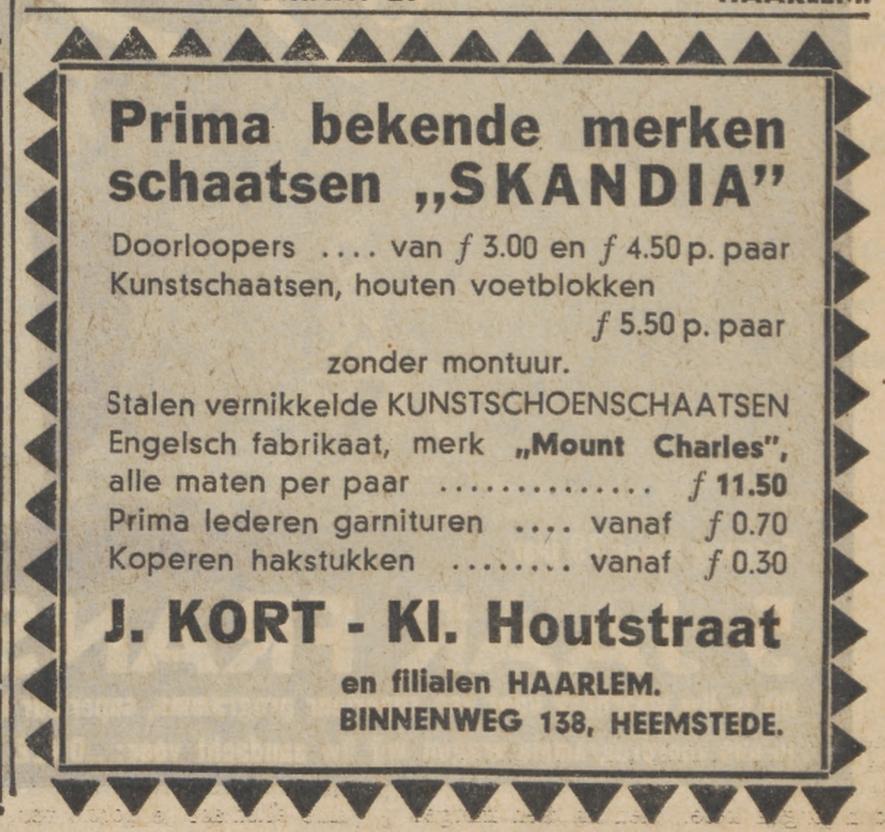 Prima bekende merken
schaatsen „SKANDIA”
Doorloopers .... van f 3.00 en f 4.50 p. paar
Kunstschaatsen, houten voetblokken
f 5.50 p. paar
zonder montuur.
Stalen vernikkelde KUNSTSCHOENSCHAATSEN
Engelsch fabrikaat, merk „Mount Charles”,
alle maten per paar .............. f 11.50
Prima lederen garnituren .... vanaf f 0.70
Koperen hakstukken ........ vanaf f 0.30
J. KORT - Kl. Houtstraat
en filialen HAARLEM.
BINNENWEG 138, HEEMSTEDE.